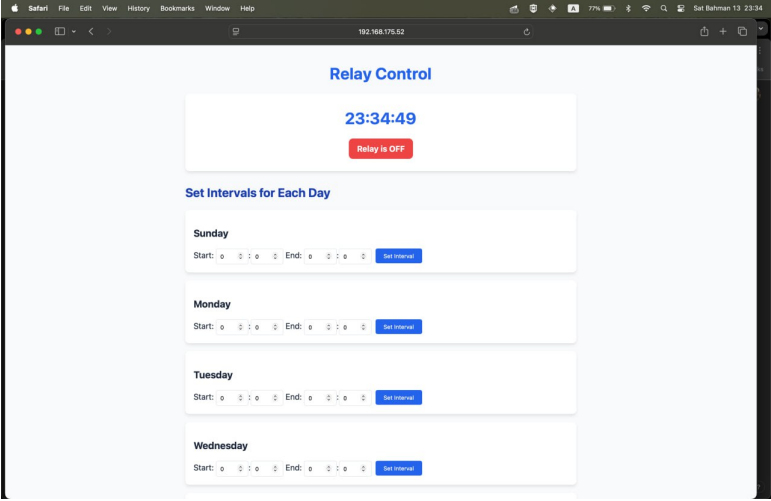 Safari File Edit View History Bookmarks Window Help A 77% Sat Bahman 13 23:34
192.168.175.52
Relay Control
23:34:49
Relay is OFF
Set Intervals for Each Day
Sunday
Start: 0 : 0 End: 0 : 0 Set Interval
Monday
Start: 0 : 0 End: 0 : 0 Set Interval
Tuesday
Start: 0 : 0 End: 0 : 0 Set Interval
Wednesday
Start: 0 : 0 End: 0 : 0 Set Interval